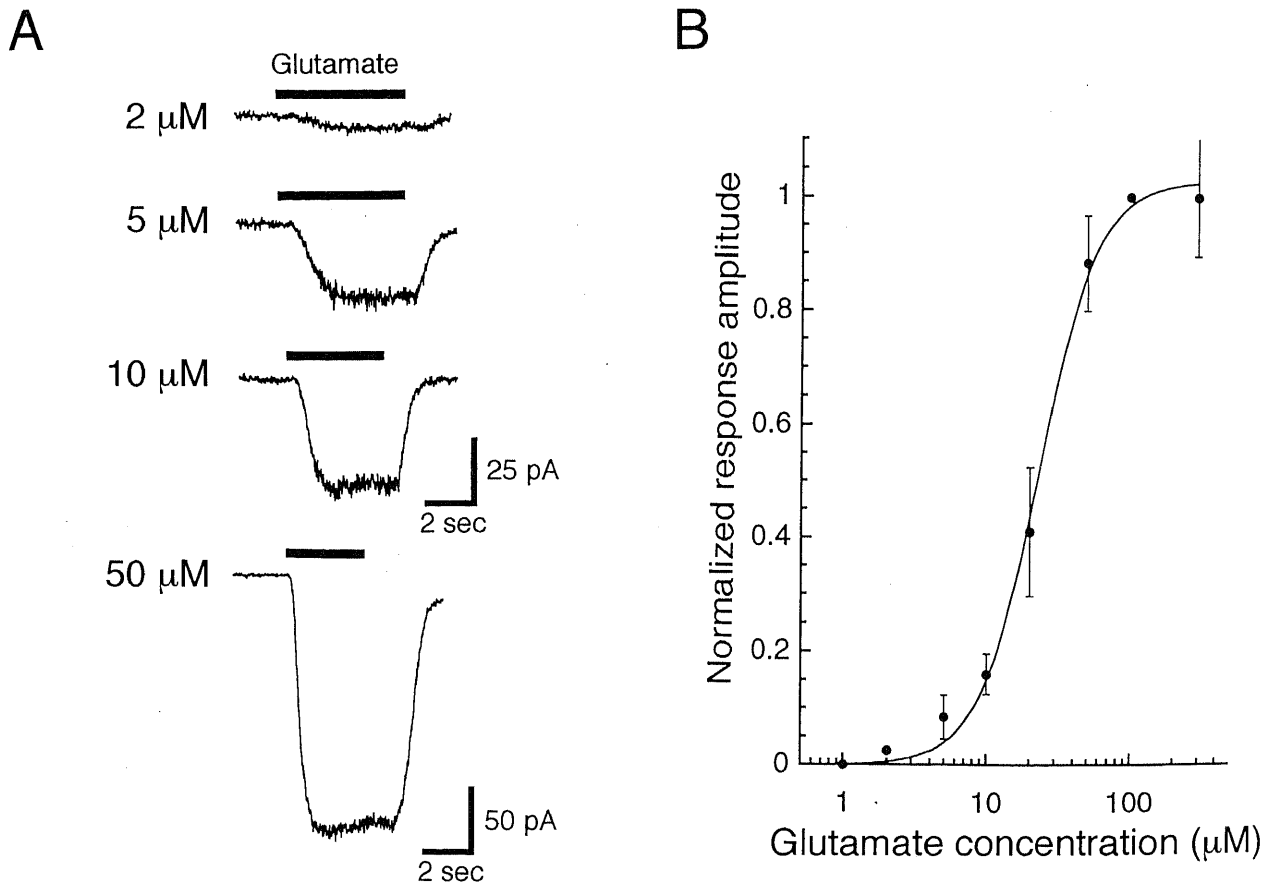 A
Glutamate
2 µM
5 µM
10 µM
25 pA
2 sec
50 µM
50 pA
2 sec
B
Normalized response amplitude
1
0.8
0.6
0.4
0.2
0
1 10 100
Glutamate concentration (µM)